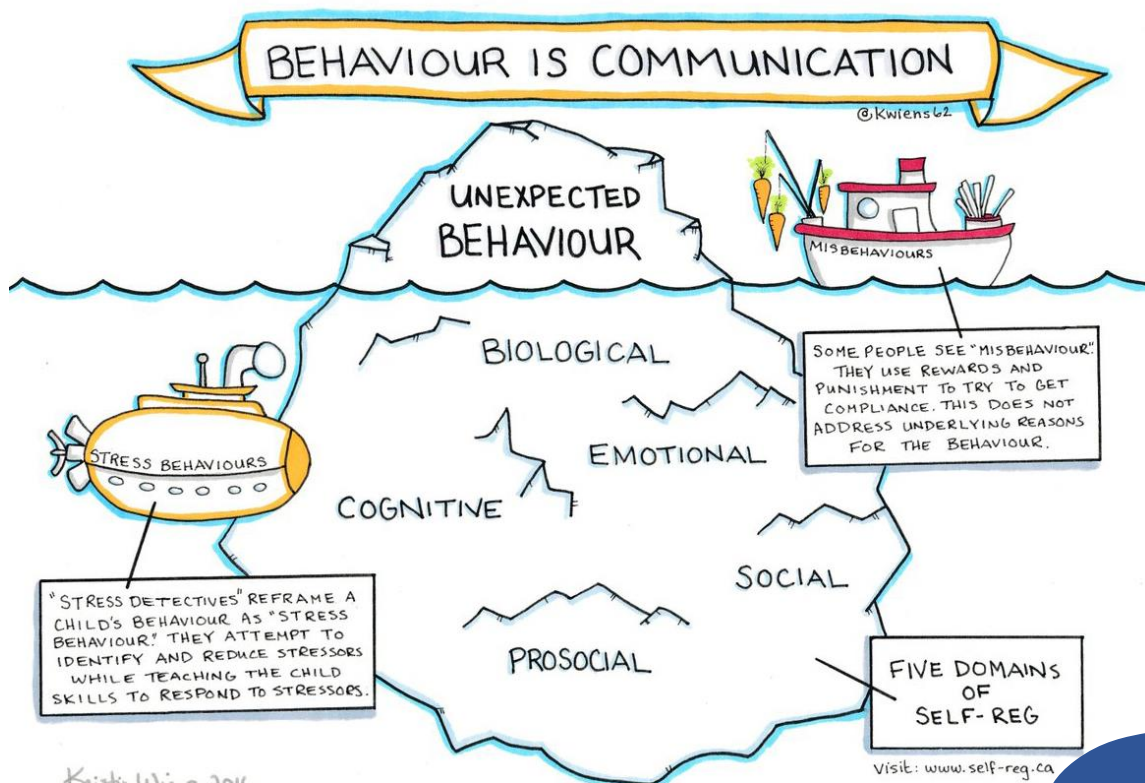 BEHAVIOUR IS COMMUNICATION
@Kwiens62
UNEXPECTED
BEHAVIOUR
MISBEHAVIOURS
BIOLOGICAL
SOME PEOPLE SEE "MISBEHAVIOUR".
THEY USE REWARDS AND
PUNISHMENT TO TRY TO GET
COMPLIANCE. THIS DOES NOT
ADDRESS UNDERLYING REASONS
FOR THE BEHAVIOUR.
EMOTIONAL
STRESS BEHAVIOURS
COGNITIVE
SOCIAL
"STRESS DETECTIVES" REFRAME A
CHILD'S BEHAVIOUR AS "STRESS
BEHAVIOUR". THEY ATTEMPT TO
IDENTIFY AND REDUCE STRESSORS
WHILE TEACHING THE CHILD
SKILLS TO RESPOND TO STRESSORS.
PROSOCIAL
FIVE DOMAINS
OF
SELF-REG
Visit: www.self-reg.ca